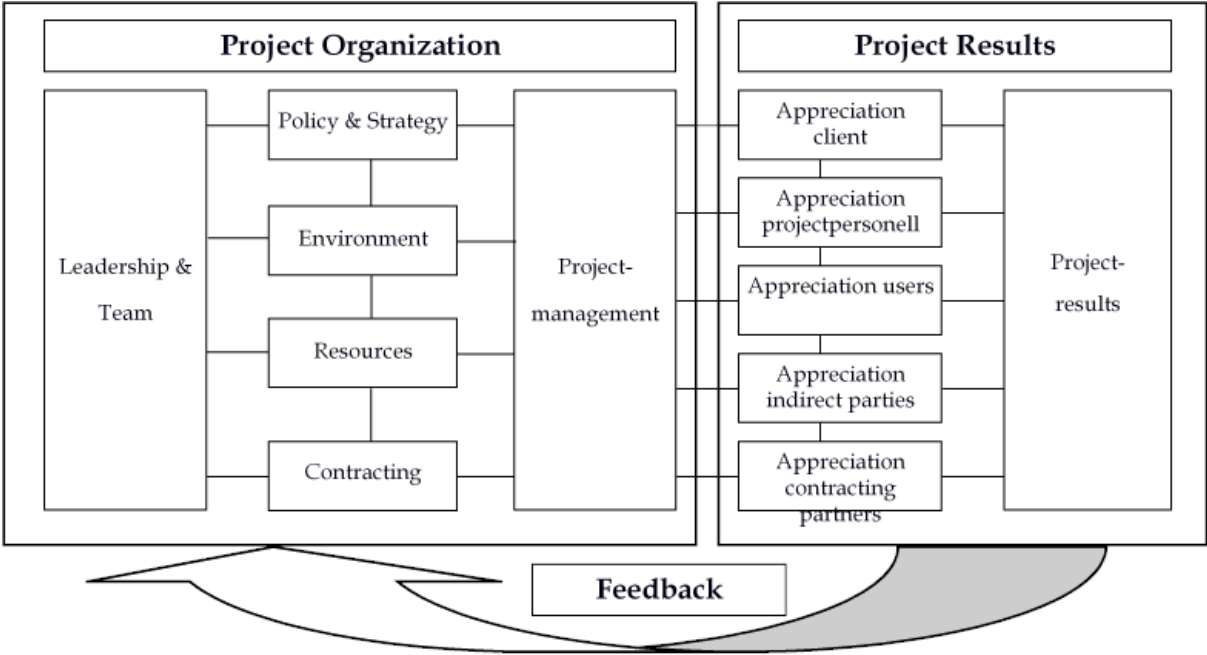 Project Organization
Project Results
Leadership &
Team
Policy & Strategy
Environment
Resources
Contracting
Project-
management
Appreciation
client
Appreciation
projectpersonell
Appreciation users
Appreciation
indirect parties
Appreciation
contracting
partners
Project-
results
Feedback